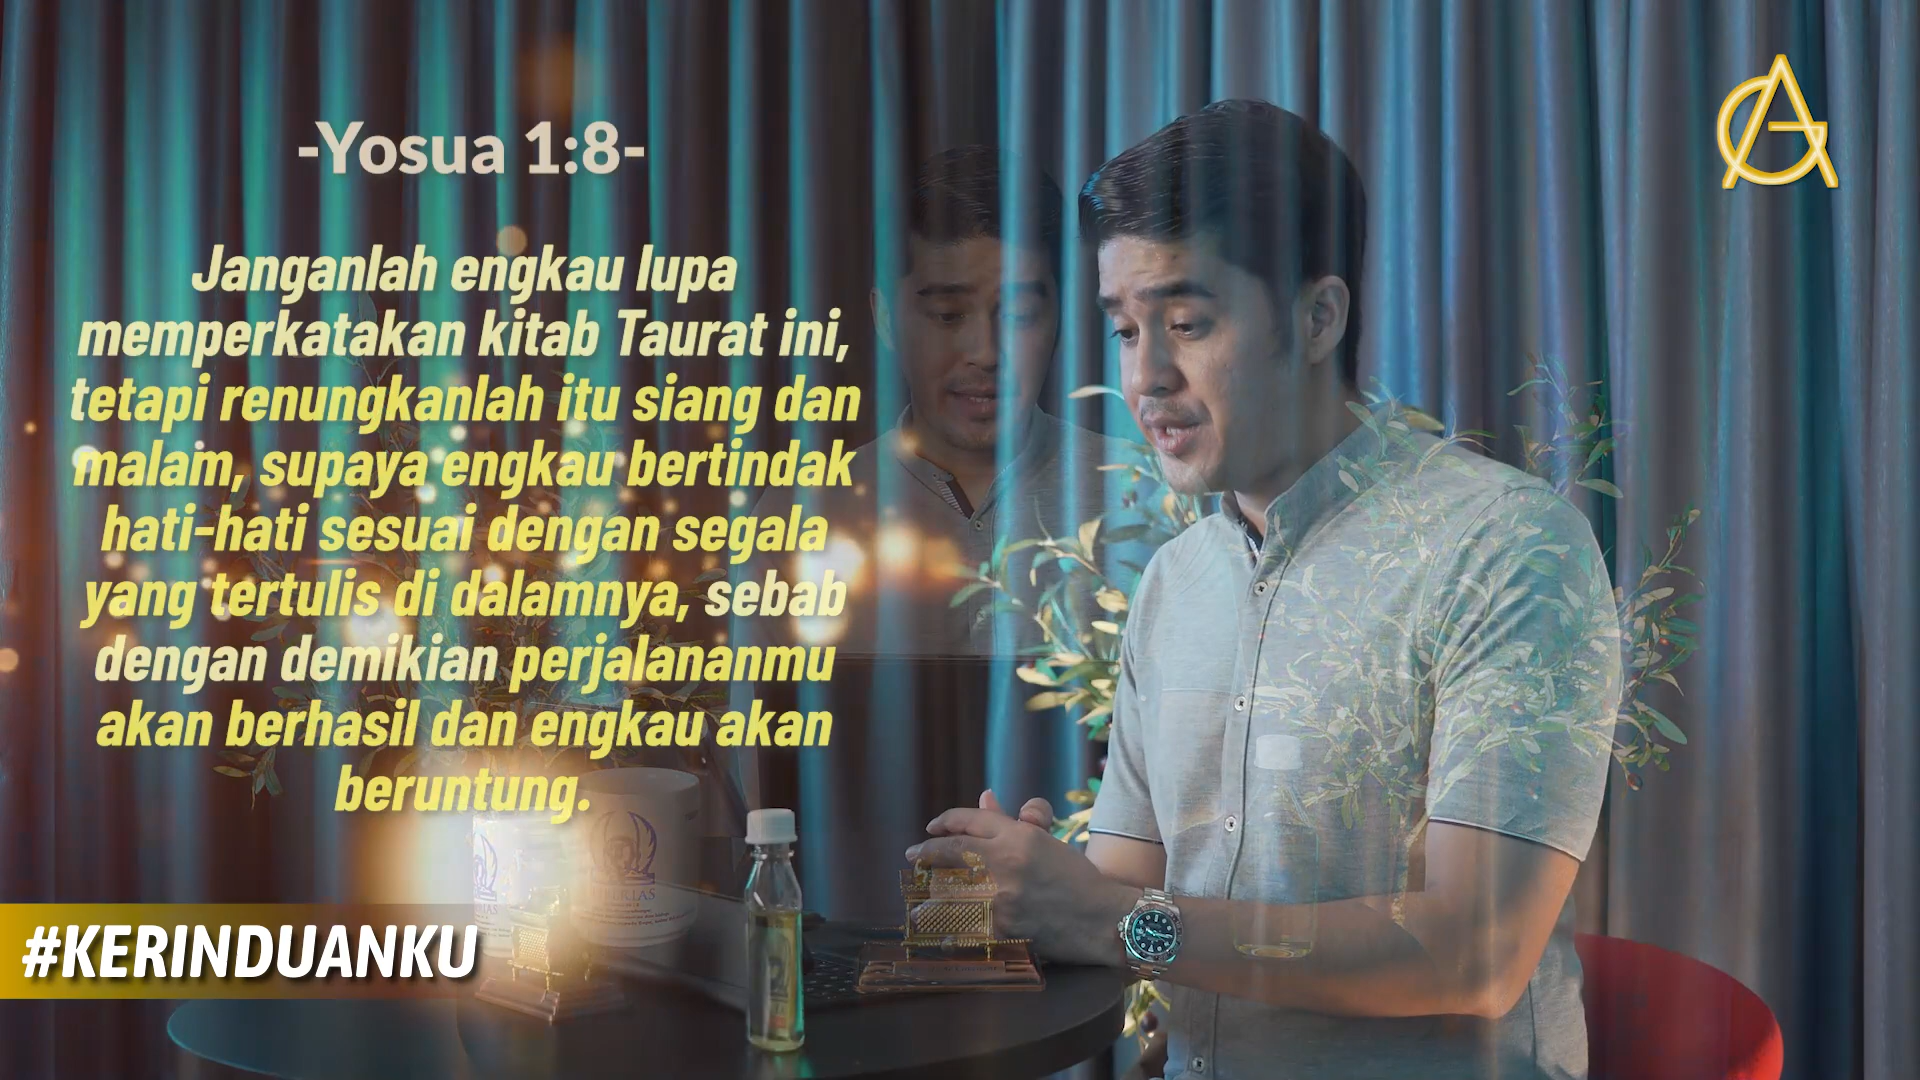 -Yosua 1:8-
Janganlah engkau lupa
memperkatakan kitab Taurat ini,
tetapi renungkanlah itu siang dan
malam, supaya engkau bertindak
hati-hati sesuai dengan segala
yang tertulis di dalamnya, sebab
dengan demikian perjalananmu
akan berhasil dan engkau akan
beruntung.
#KERINDUANKU